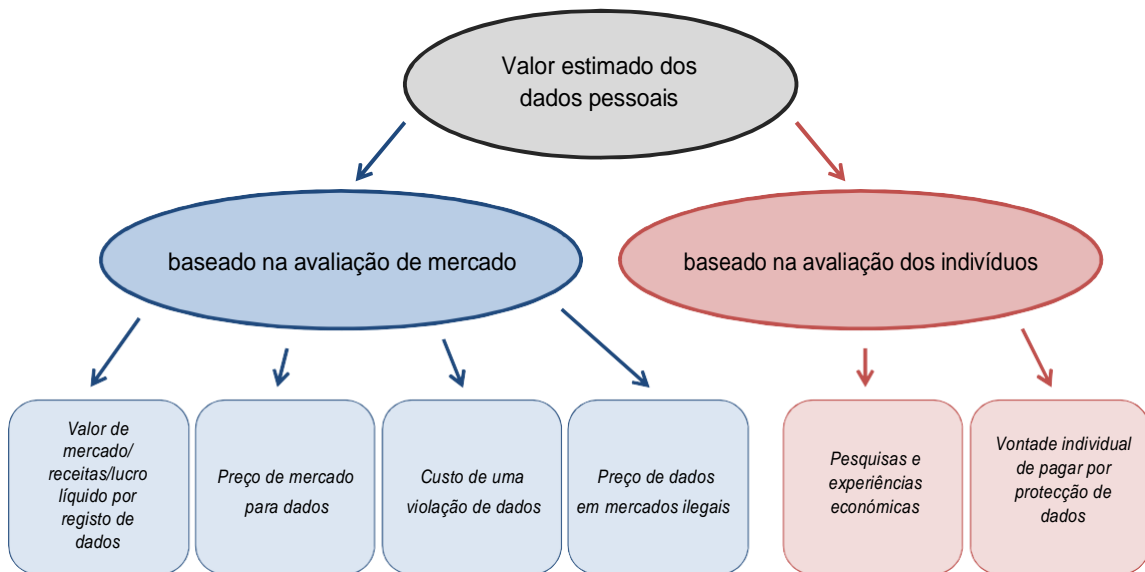 Valor estimado dos
dados pessoais
baseado na avaliação de mercado
baseado na avaliação dos indivíduos
Valor de
mercado/
receitas/lucro
líquido por
registo de
dados
Preço de mercado
para dados
Custo de uma
violação de dados
Preço de dados
em mercados ilegais
Pesquisas e
experiências
económicas
Vontade individual
de pagar por
protecção de
dados